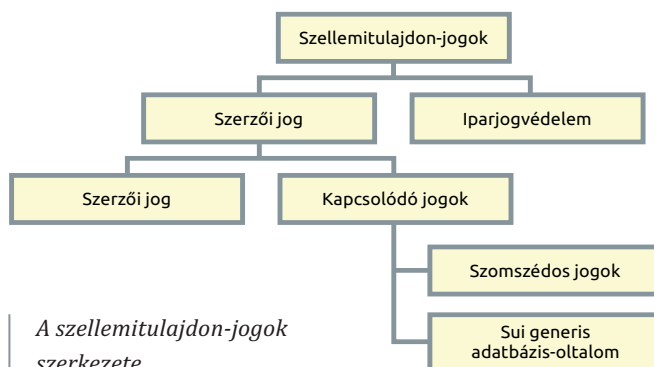 Szellemitulajdon-jogok
Szerzői jog
Iparjogvédelem
Szerzői jog
Kapcsolódó jogok
Szomszédos jogok
Sui generis
adatbázis-oltalom
A szellemitulajdon-jogok
szerkezete